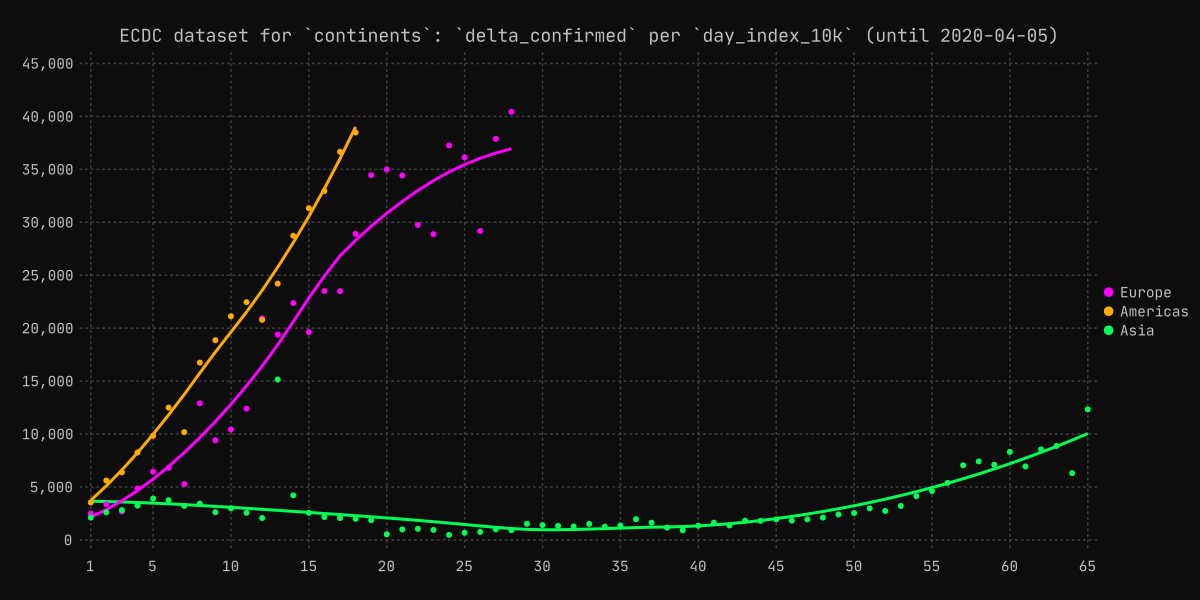 ECDC dataset for `continents`: `delta_confirmed` per `day_index_10k` (until 2020-04-05)
45,000
40,000
35,000
30,000
25,000
20,000
15,000
10,000
5,000
0
1 5 10 15 20 25 30 35 40 45 50 55 60 65
Europe
Americas
Asia